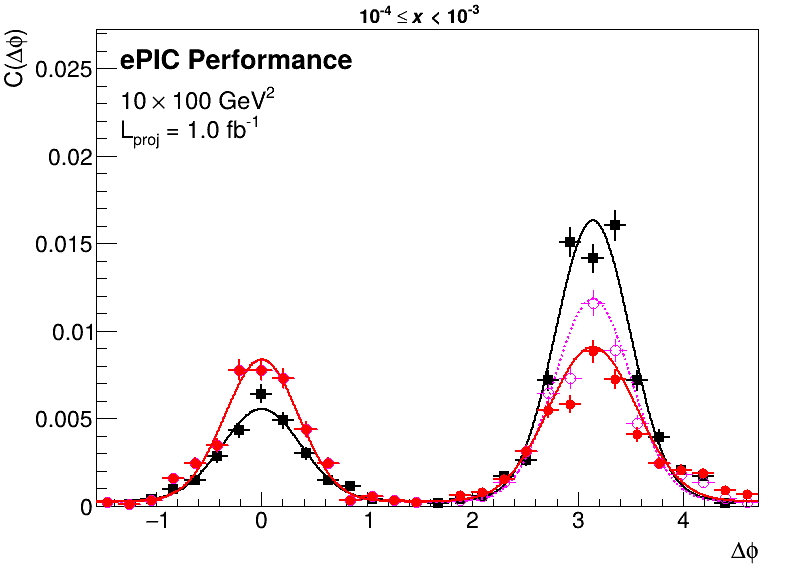 10⁻⁴ ≤ x < 10⁻³
C(Δϕ)
ePIC Performance
10 × 100 GeV²
L_proj = 1.0 fb⁻¹
0.025
0.02
0.015
0.01
0.005
0
−1 0 1 2 3 4
Δϕ